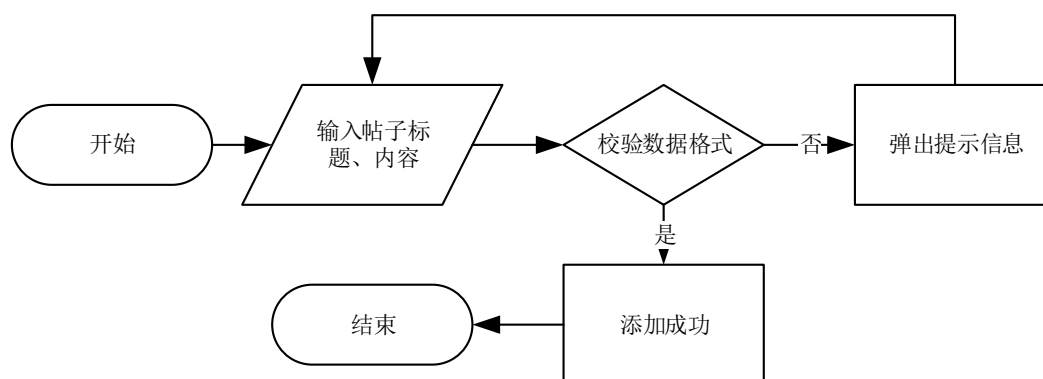 开始
输入帖子标
题、内容
校验数据格式
否
弹出提示信息
是
结束
添加成功